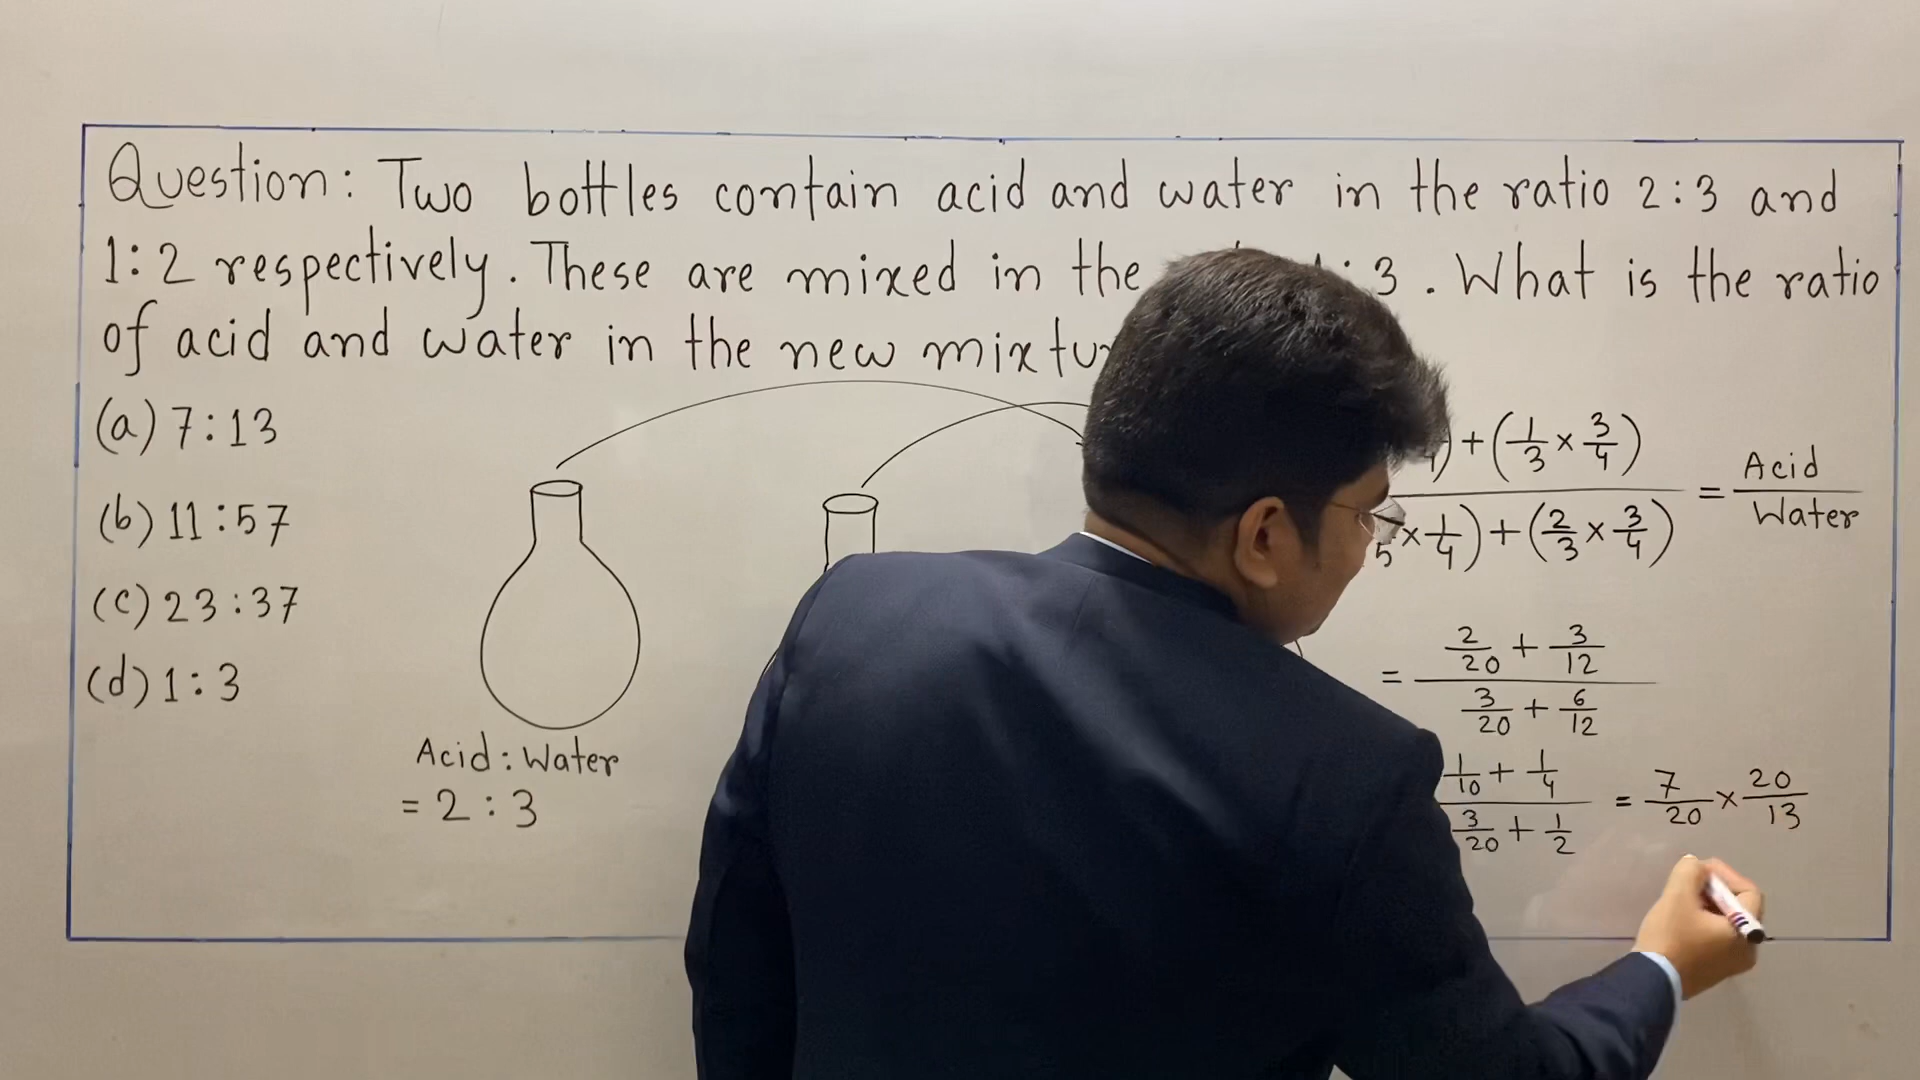 Question: Two bottles contain acid and water in the ratio 2:3 and
1:2 respectively. These are mixed in the : 3. What is the ratio
of acid and water in the new
(a) 7:13
(b) 11:57
(c) 23:37
(d) 1:3
Acid : Water
= 2 : 3
4) + (1/3 × 3/4)
5 × 1/4) + (2/3 × 3/4)
= Acid/Water
= 2/20 + 3/12
3/20 + 6/12
1/10 + 1/4
3/20 + 1/2
= 7/20 × 20/13